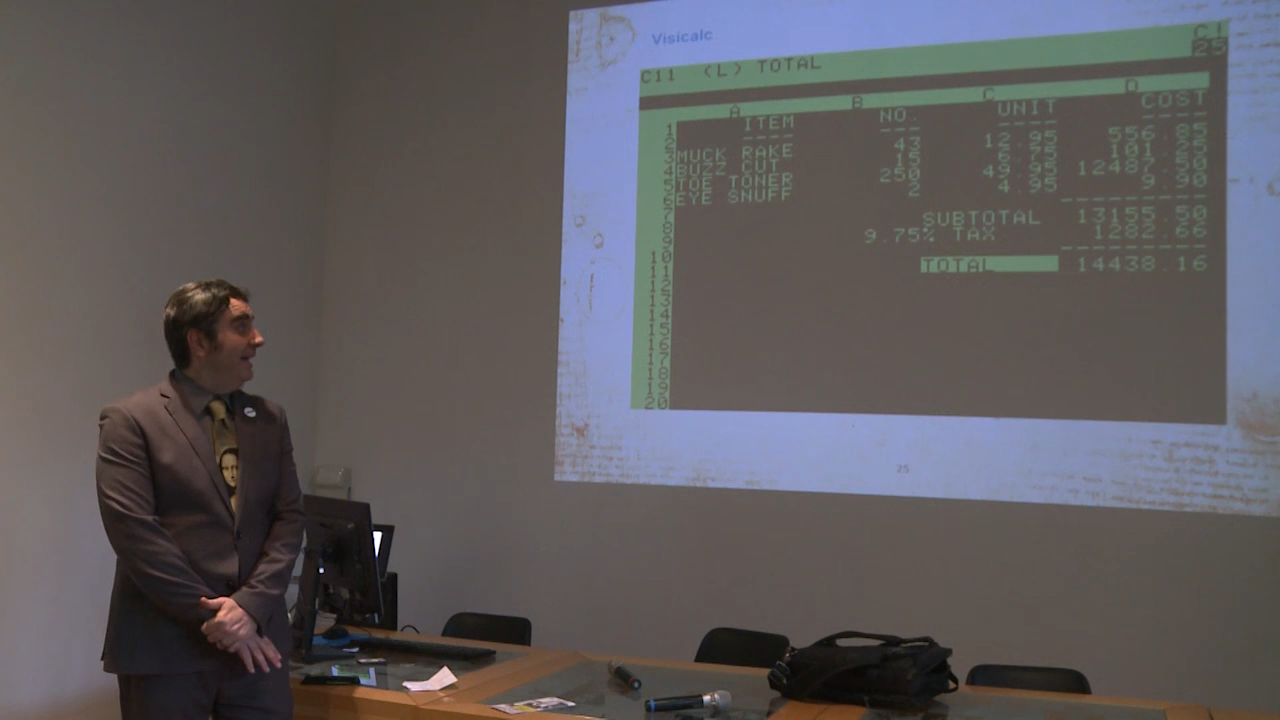 Visicalc
C11 (L) TOTAL
C!
25
A B C D
1 ITEM NO. UNIT COST
2 ---- --- ---- ----
3 MUCK RAKE 43 12.95 556.85
4 BUZZ CUT 15 6.75 101.25
5 TOE TONER 250 49.95 12487.50
6 EYE SNUFF 2 4.95 9.90
7 ---------
8 SUBTOTAL 13155.50
9 9.75% TAX 1282.66
10 ---------
11 TOTAL 14438.16
12
13
14
15
16
17
18
19
20
25